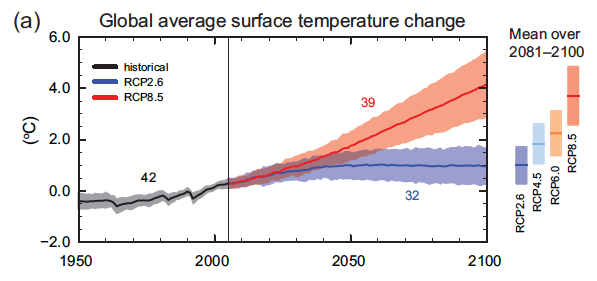 (a) Global average surface temperature change
Mean over
2081–2100
6.0
4.0
2.0
0.0
−2.0
(°C)
historical
RCP2.6
RCP8.5
42
39
32
1950
2000
2050
2100
RCP2.6
RCP4.5
RCP6.0
RCP8.5